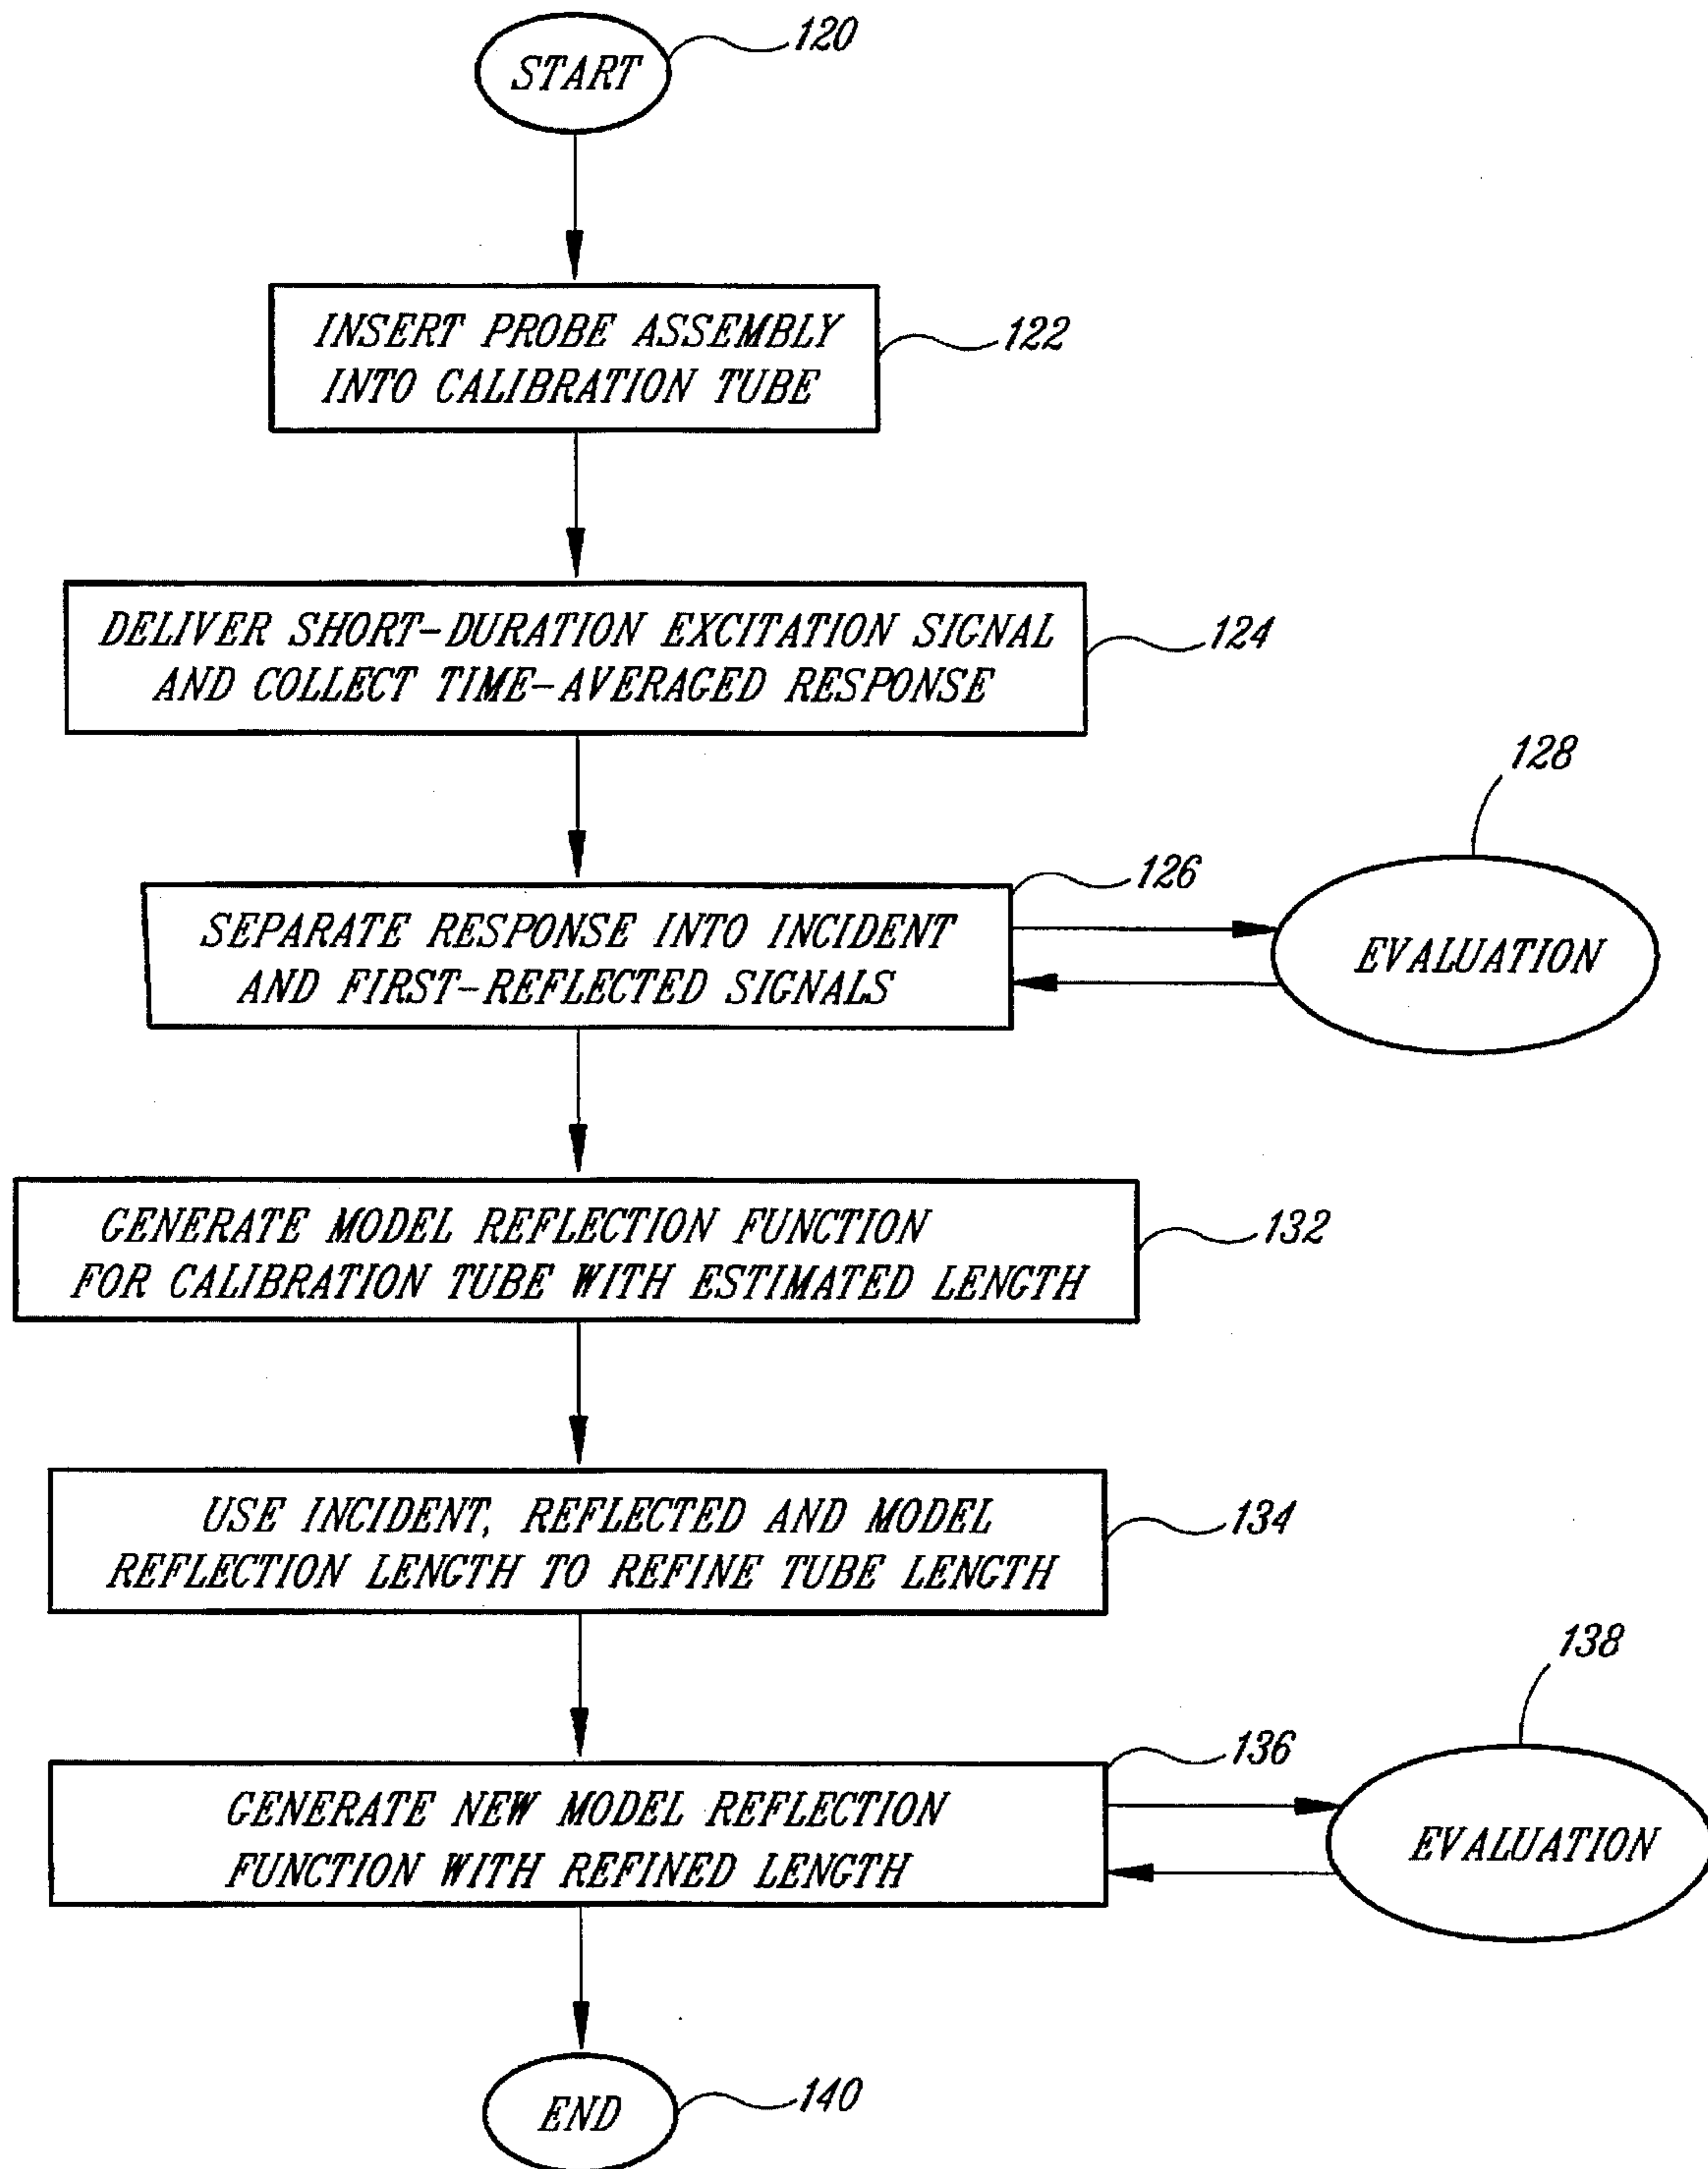 START
120
INSERT PROBE ASSEMBLY
INTO CALIBRATION TUBE
122
DELIVER SHORT-DURATION EXCITATION SIGNAL
AND COLLECT TIME-AVERAGED RESPONSE
124
SEPARATE RESPONSE INTO INCIDENT
AND FIRST-REFLECTED SIGNALS
126
128
EVALUATION
GENERATE MODEL REFLECTION FUNCTION
FOR CALIBRATION TUBE WITH ESTIMATED LENGTH
132
USE INCIDENT, REFLECTED AND MODEL
REFLECTION LENGTH TO REFINE TUBE LENGTH
134
GENERATE NEW MODEL REFLECTION
FUNCTION WITH REFINED LENGTH
136
138
EVALUATION
END
140